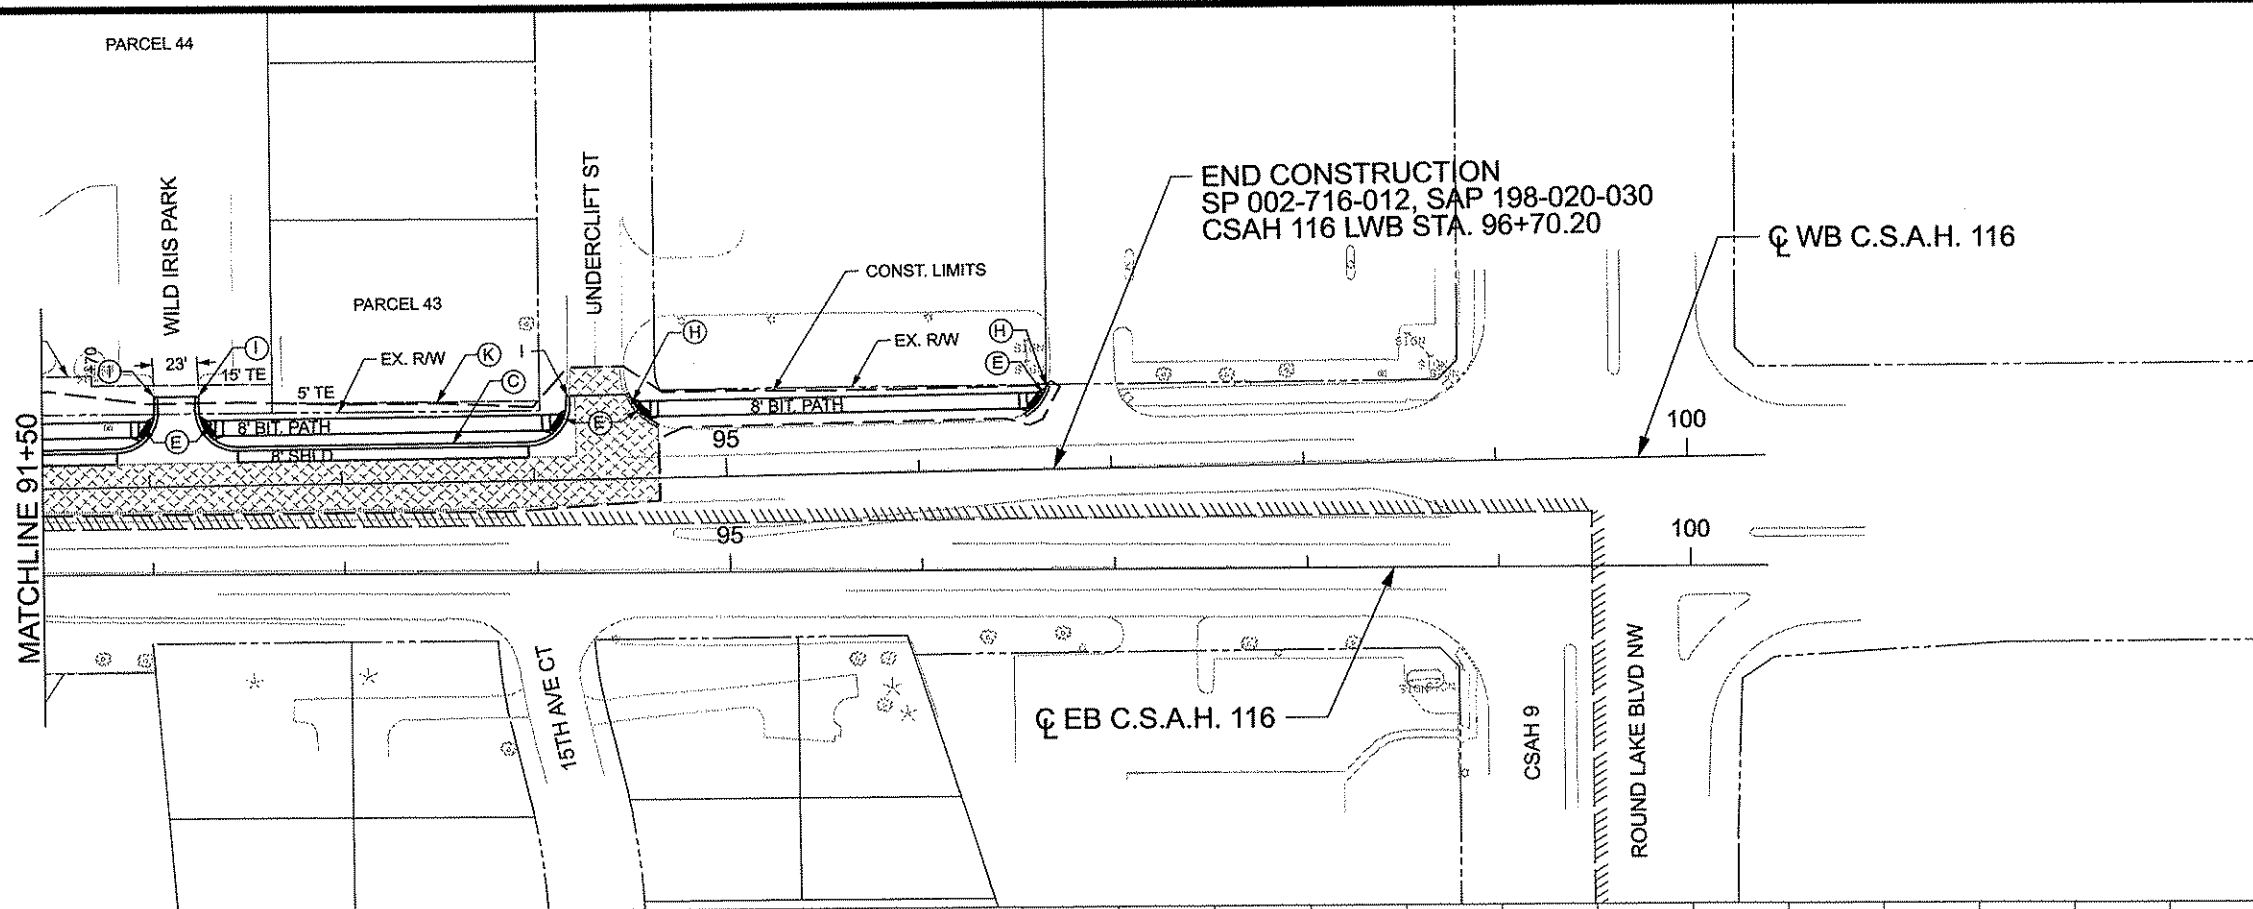 PARCEL 44
WILD IRIS PARK
UNDERCLIFT ST
END CONSTRUCTION
SP 002-716-012, SAP 198-020-030
CSAH 116 LWB STA. 96+70.20
℄ WB C.S.A.H. 116
CONST. LIMITS
PARCEL 43
EX. R/W
EX. R/W
H
H
I
I
I
K
E
23'
15' TE
5' TE
C
SIGN
8' BIT. PATH
8' BIT. PATH
E
E
8' SHLD
95
100
MATCHLINE 91+50
95
100
15TH AVE CT
℄ EB C.S.A.H. 116
CSAH 9
ROUND LAKE BLVD NW